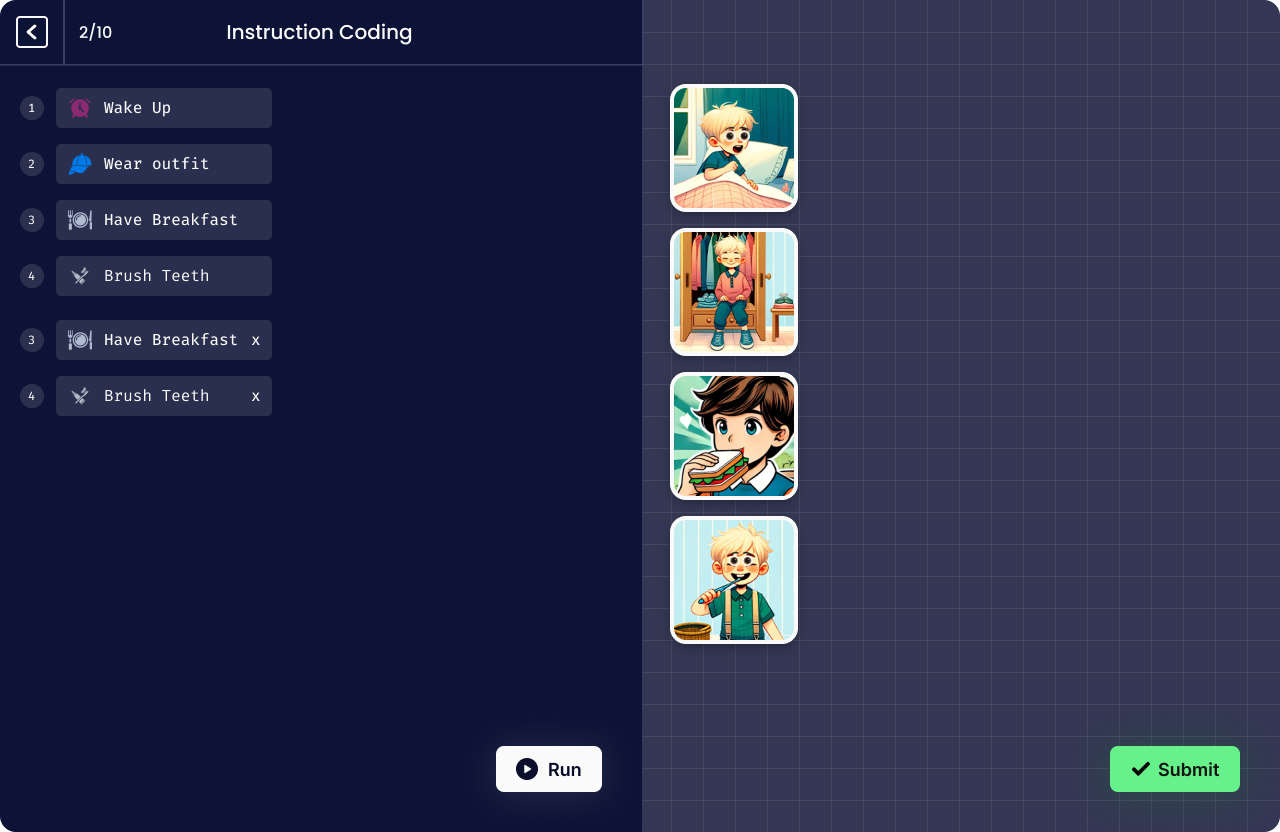 2/10
Instruction Coding
1 Wake Up
2 Wear outfit
3 Have Breakfast
4 Brush Teeth
3 Have Breakfast x
4 Brush Teeth x
Run
Submit